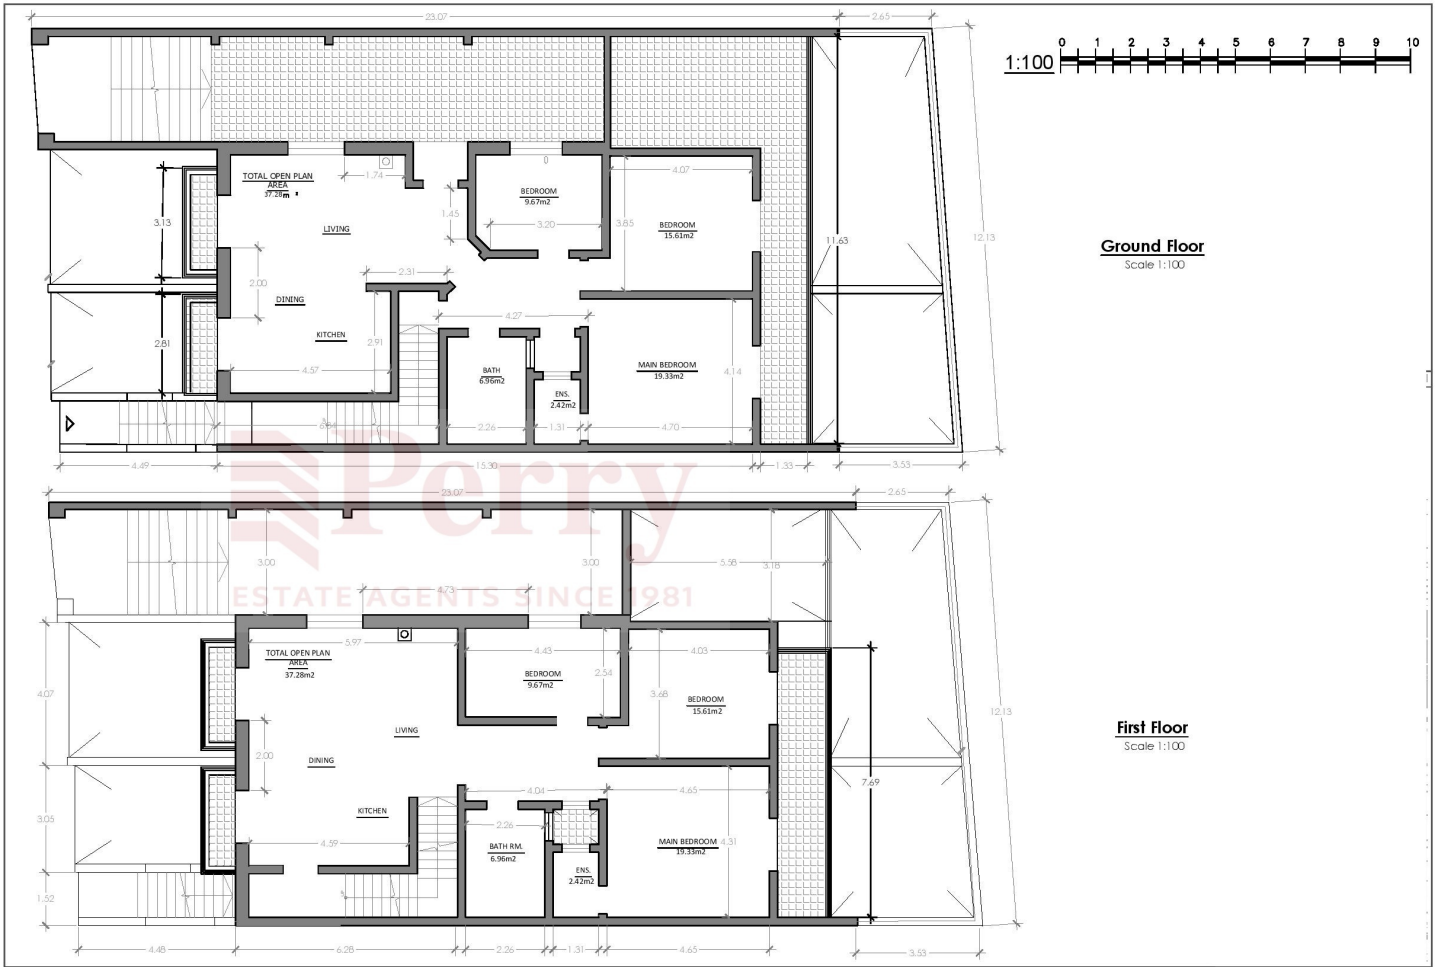 23.07
2.65
0 1 2 3 4 5 6 7 8 9 10
1:100
TOTAL OPEN PLAN
AREA
37.28m
1.74
BEDROOM
9.67m2
4.07
3.13
1.45
3.20
3.85
BEDROOM
15.61m2
LIVING
11.63
12.13
Ground Floor
Scale 1:100
2.31
2.00
DINING
KITCHEN
4.27
2.81
2.91
4.57
BATH
6.96m2
MAIN BEDROOM
19.33m2
4.14
ENS.
2.42m2
2.26
1.31
4.70
4.49
15.30
1.33
3.53
Perry
ESTATE AGENTS SINCE 1981
23.07
2.65
3.00
3.00
5.58
3.18
4.73
5.97
4.43
4.03
TOTAL OPEN PLAN
AREA
37.28m2
BEDROOM
9.67m2
2.54
3.68
BEDROOM
15.61m2
4.07
12.13
LIVING
First Floor
Scale 1:100
2.00
DINING
7.69
4.04
4.65
3.05
KITCHEN
2.26
4.59
BATH RM.
6.96m2
MAIN BEDROOM
19.33m2
4.31
ENS.
2.42m2
1.52
4.48
6.28
2.26
1.31
4.65
3.53